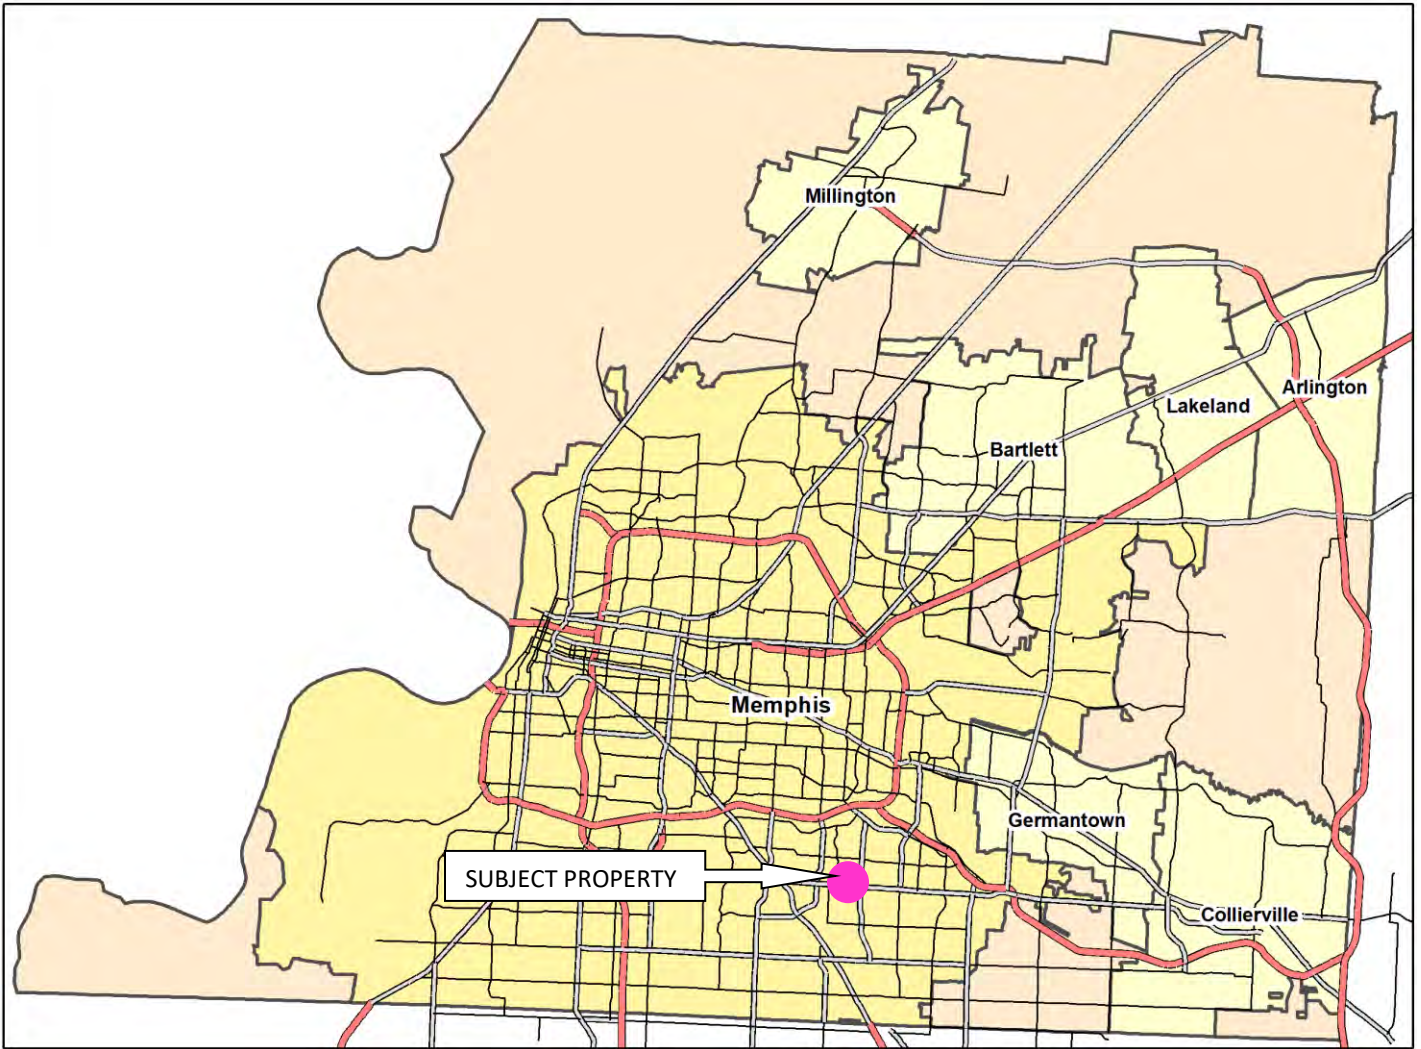 Millington
Arlington
Lakeland
Bartlett
Memphis
Germantown
SUBJECT PROPERTY
Collierville